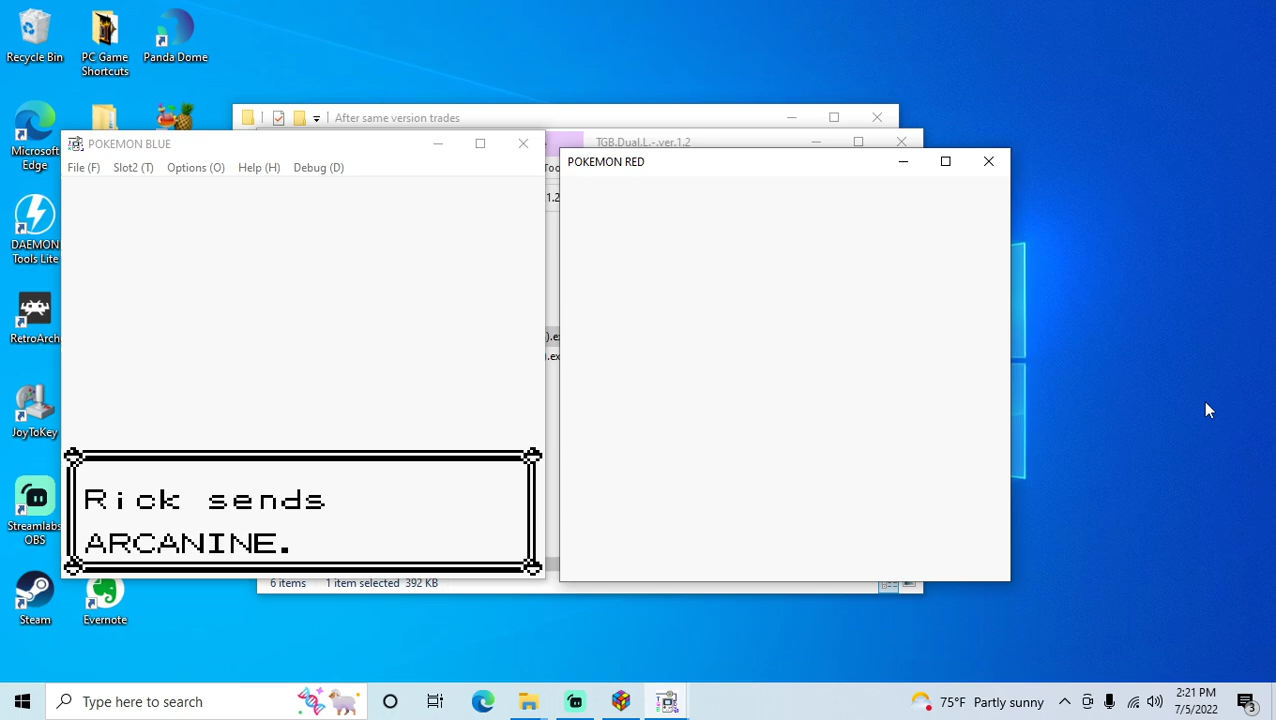 Recycle Bin
PC Game
Shortcuts
Panda Dome
Microsoft
Edge
DAEMON
Tools Lite
RetroArch
JoyToKey
Streamlabs
OBS
Steam
Evernote
After same version trades
TGB.Dual.L.-.ver.1.2
POKEMON BLUE
File (F)
Slot2 (T)
Options (O)
Help (H)
Debug (D)
POKEMON RED
Rick sends
ARCANINE.
6 items
1 item selected 392 KB
Type here to search
75°F Partly sunny
2:21 PM
7/5/2022
3